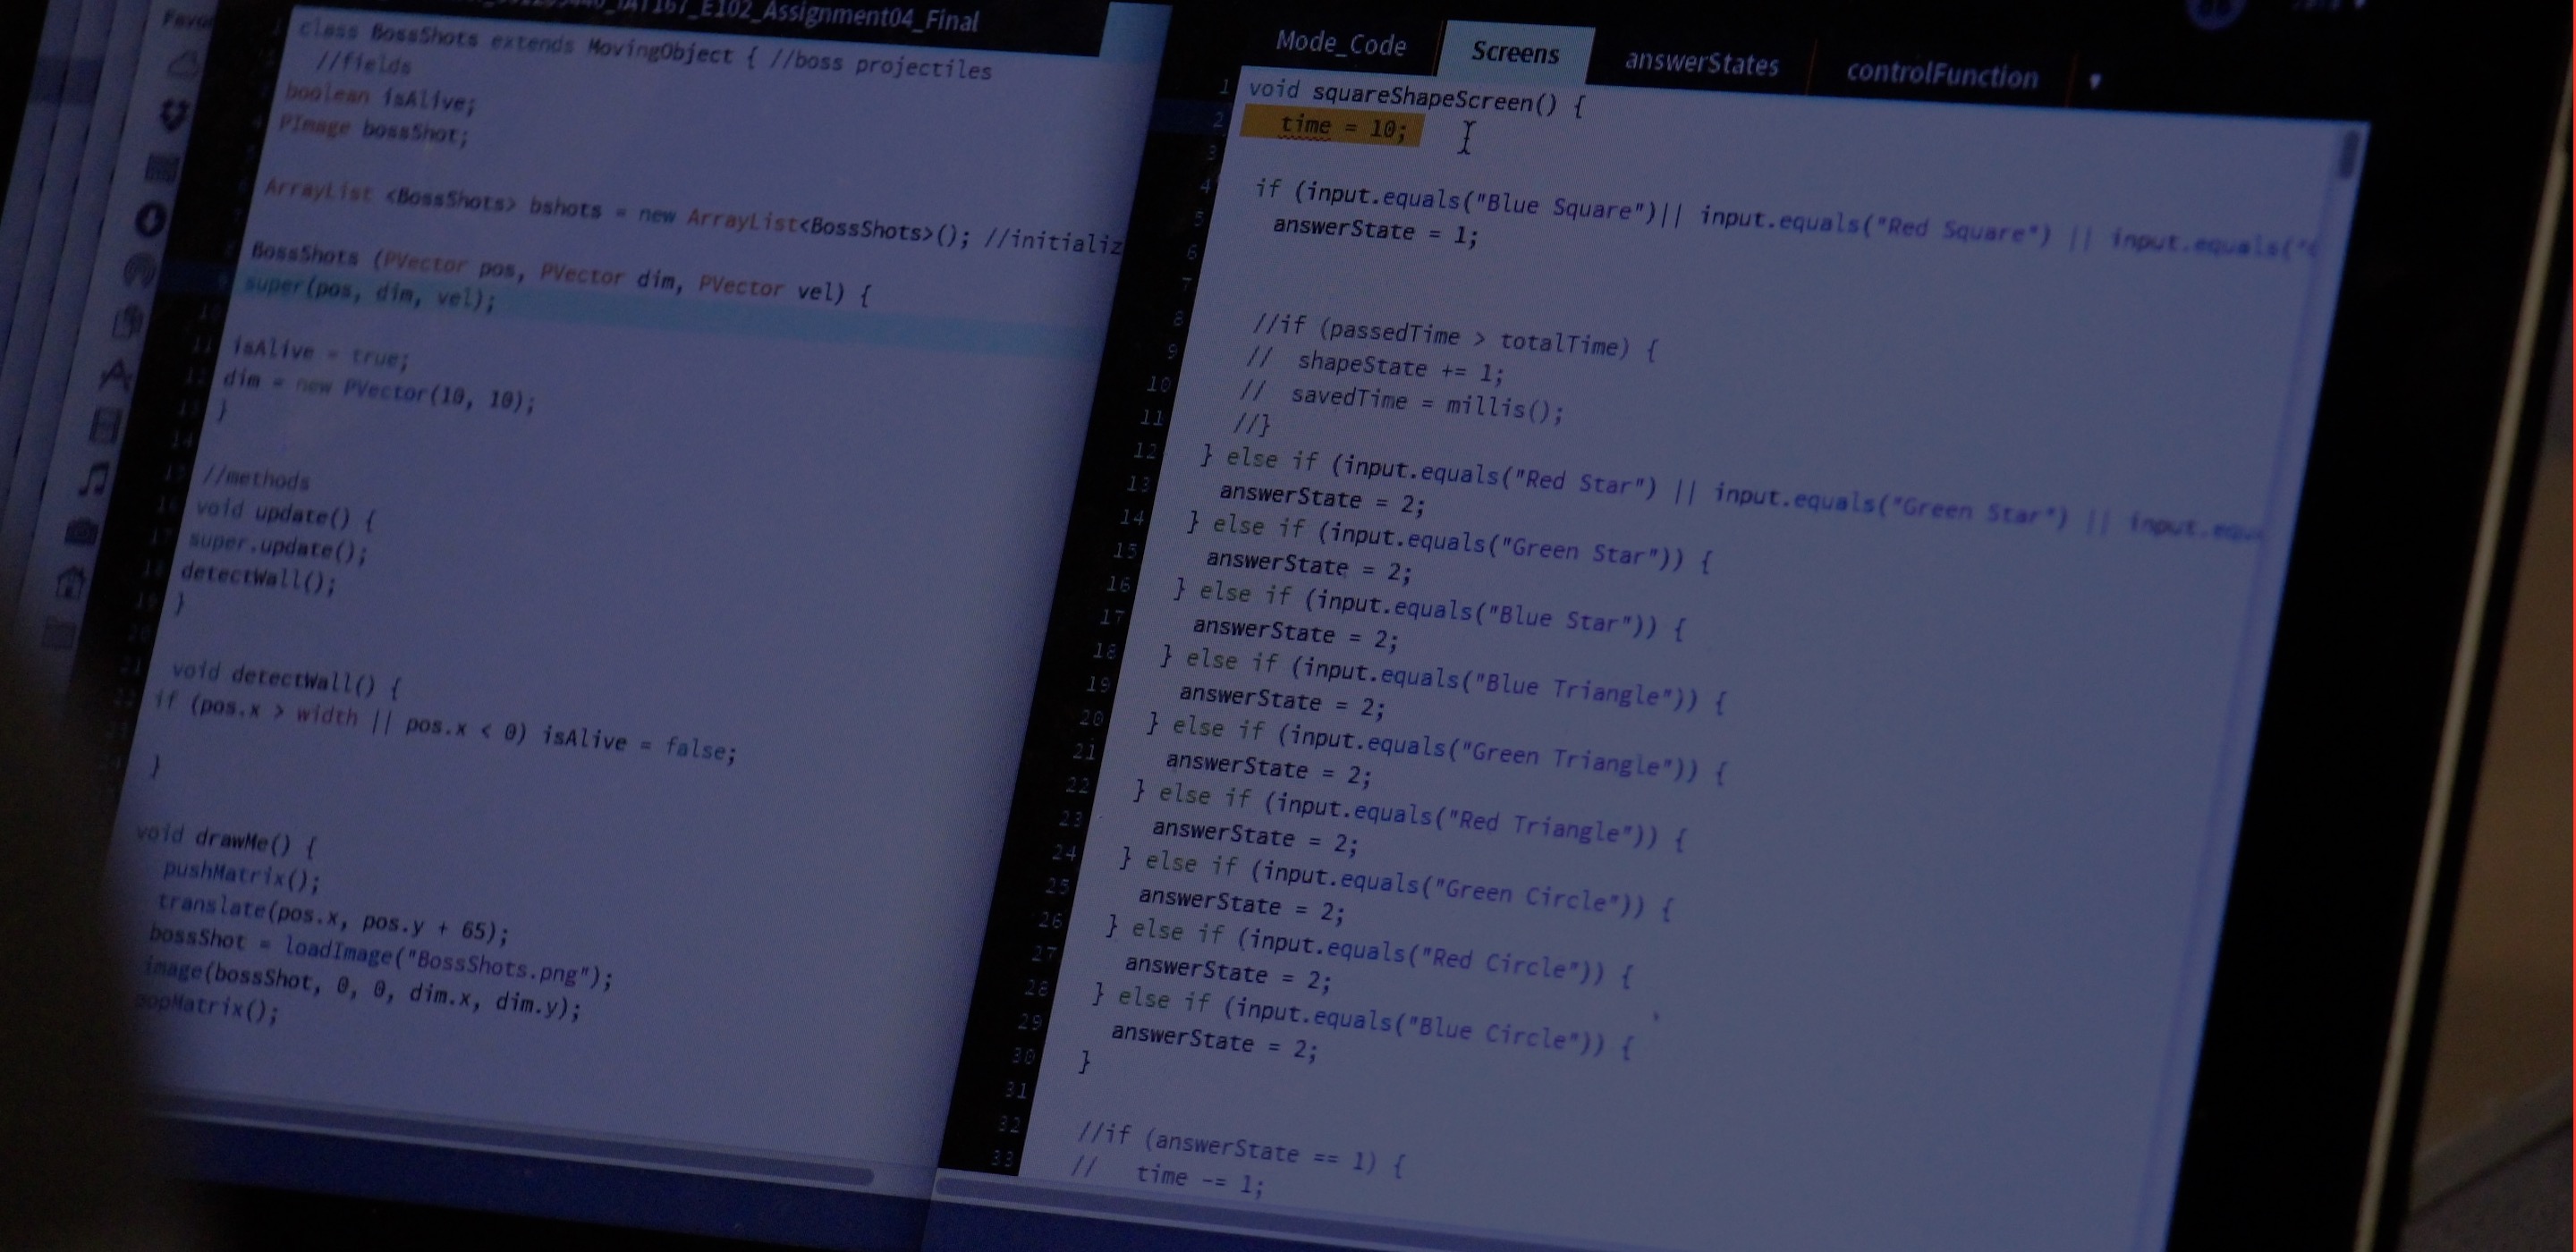 E102_Assignment04_Final
class BossShots extends MovingObject { //boss projectiles
//fields
boolean isAlive;
PImage bossShot;
ArrayList <BossShots> bshots = new ArrayList<BossShots>(); //initializ
BossShots (PVector pos, PVector dim, PVector vel) {
super(pos, dim, vel);
isAlive = true;
dim = new PVector(10, 10);
}
//methods
void update() {
super.update();
detectWall();
}
void detectWall() {
if (pos.x > width || pos.x < 0) isAlive = false;
}
void drawMe() {
pushMatrix();
translate(pos.x, pos.y + 65);
bossShot = loadImage("BossShots.png");
image(bossShot, 0, 0, dim.x, dim.y);
popMatrix();
Mode_Code Screens answerStates controlFunction
1 void squareShapeScreen() {
2 time = 10;
3
4 if (input.equals("Blue Square")|| input.equals("Red Square") || input.equals("
5 answerState = 1;
6
7
8 //if (passedTime > totalTime) {
9 // shapeState += 1;
10 // savedTime = millis();
11 //}
12 } else if (input.equals("Red Star") || input.equals("Green Star") || input.equ
13 answerState = 2;
14 } else if (input.equals("Green Star")) {
15 answerState = 2;
16 } else if (input.equals("Blue Star")) {
17 answerState = 2;
18 } else if (input.equals("Blue Triangle")) {
19 answerState = 2;
20 } else if (input.equals("Green Triangle")) {
21 answerState = 2;
22 } else if (input.equals("Red Triangle")) {
23 answerState = 2;
24 } else if (input.equals("Green Circle")) {
25 answerState = 2;
26 } else if (input.equals("Red Circle")) {
27 answerState = 2;
28 } else if (input.equals("Blue Circle")) {
29 answerState = 2;
30 }
31
32 //if (answerState == 1) {
33 // time -= 1;